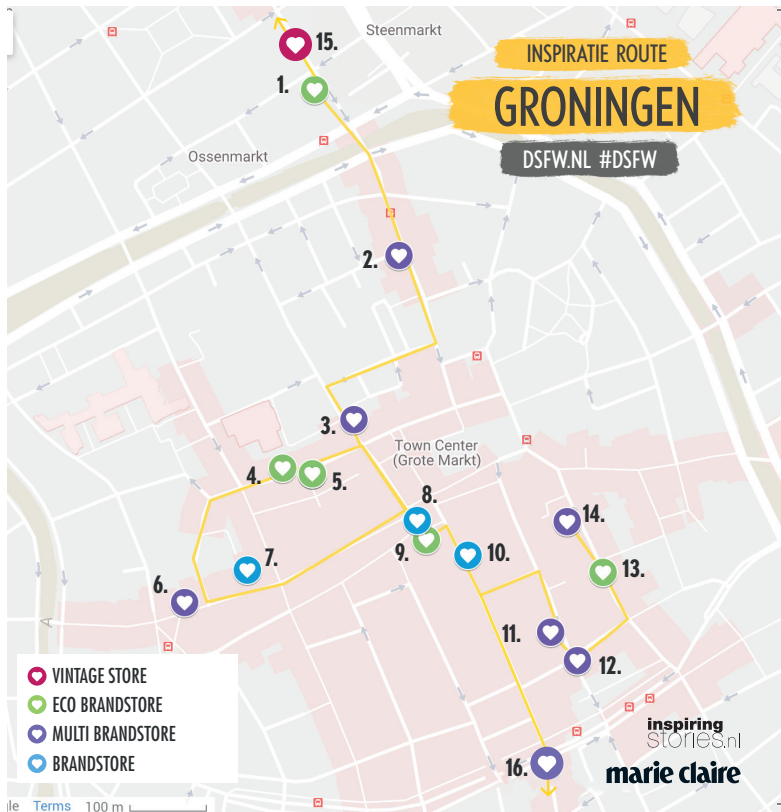 Steenmarkt
15.
INSPIRATIE ROUTE
1.
GRONINGEN
Ossenmarkt
DSFW.NL #DSFW
2.
3.
Town Center
(Grote Markt)
4.
5.
8.
14.
9.
10.
7.
13.
6.
11.
12.
A
VINTAGE STORE
ECO BRANDSTORE
MULTI BRANDSTORE
BRANDSTORE
inspiring
stories.nl
16.
marie claire
le Terms 100 m